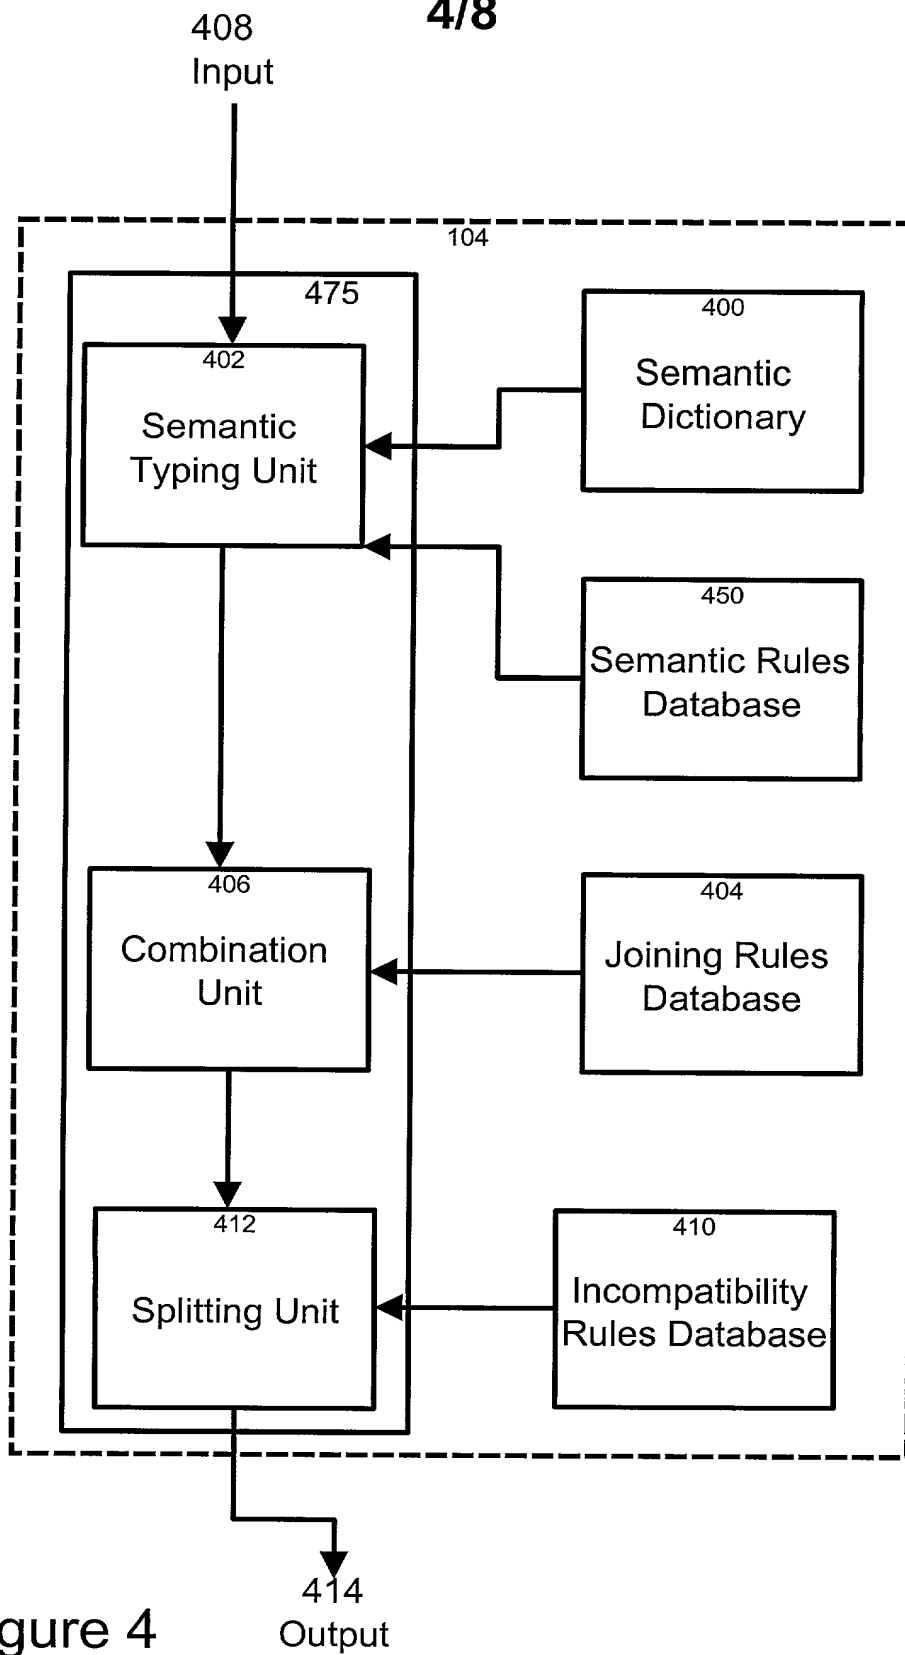 4/8
408
Input
104
475
402
Semantic
Typing Unit
400
Semantic
Dictionary
450
Semantic Rules
Database
406
Combination
Unit
404
Joining Rules
Database
412
Splitting Unit
410
Incompatibility
Rules Database
414
Output
gure 4